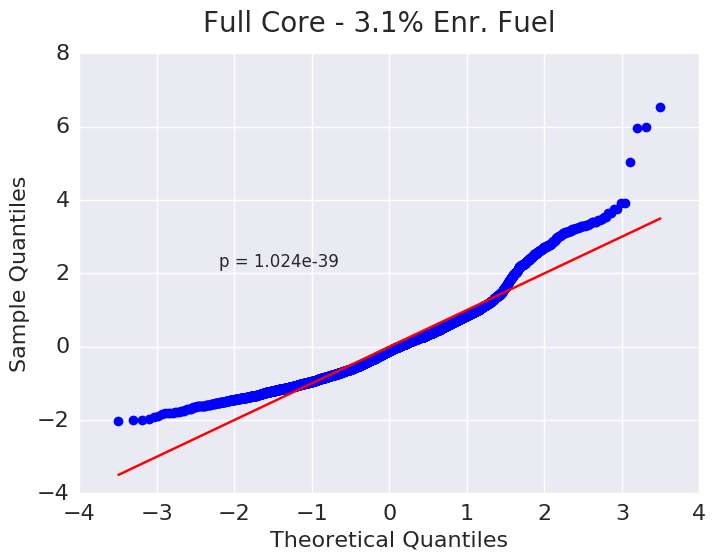 Full Core - 3.1% Enr. Fuel
8
6
4
2
0
−2
−4
Sample Quantiles
p = 1.024e-39
−4 −3 −2 −1 0 1 2 3 4
Theoretical Quantiles